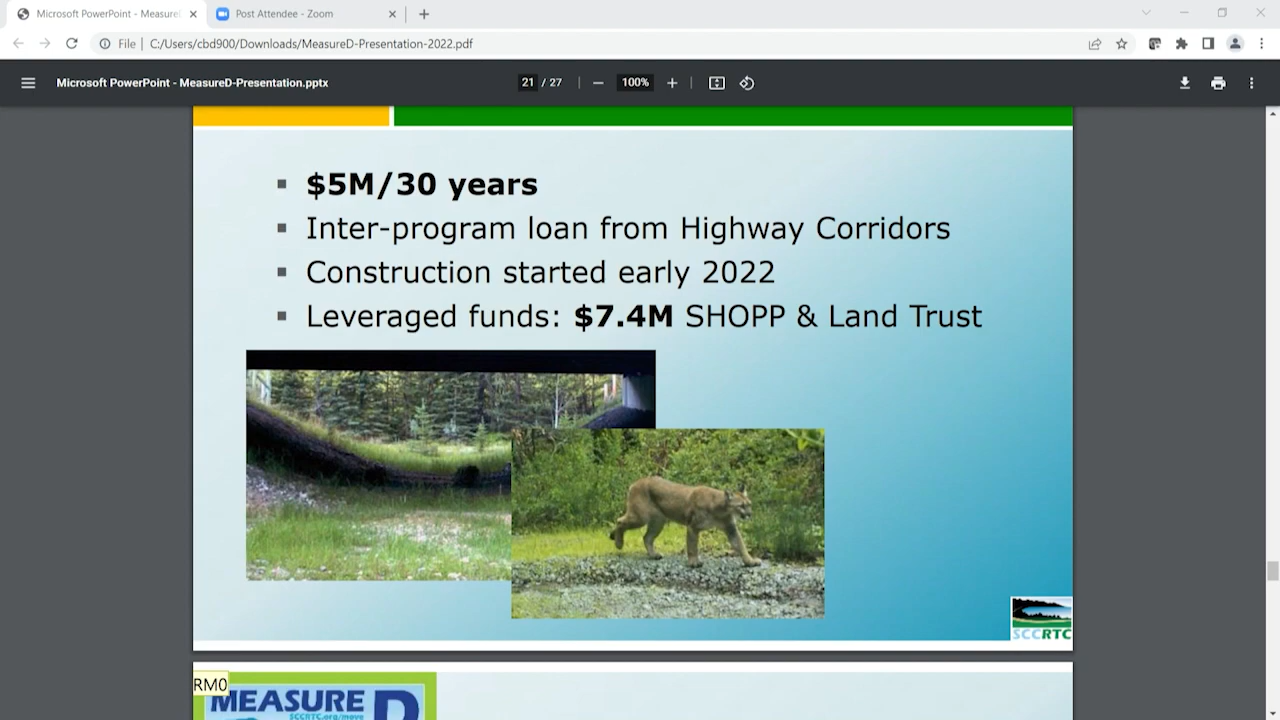 Microsoft PowerPoint - Measure
Post Attendee - Zoom
File
C:/Users/cbd900/Downloads/MeasureD-Presentation-2022.pdf
Microsoft PowerPoint - MeasureD-Presentation.pptx
21 / 27
100%
$5M/30 years
Inter-program loan from Highway Corridors
Construction started early 2022
Leveraged funds: $7.4M SHOPP & Land Trust
SCCRTC
RM0
MEASURE D
SCCRTC.org/move